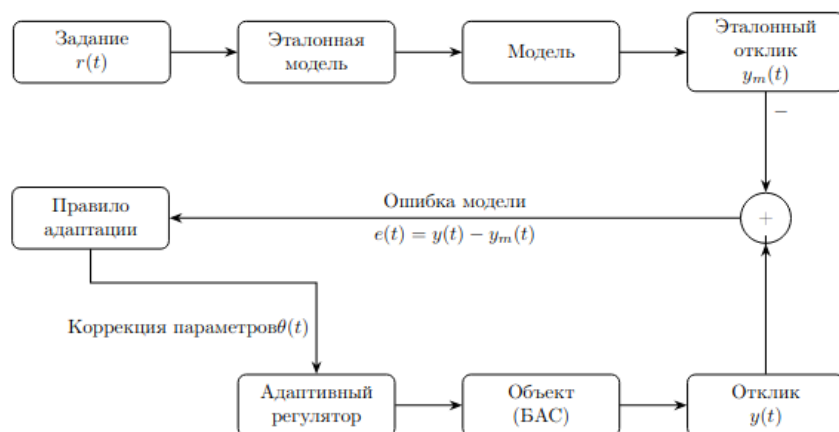 Задание
r(t)
Эталонная
модель
Модель
Эталонный
отклик
y_m(t)
−
Правило
адаптации
Ошибка модели
e(t) = y(t) − y_m(t)
+
Коррекция параметровθ(t)
Адаптивный
регулятор
Объект
(БАС)
Отклик
y(t)